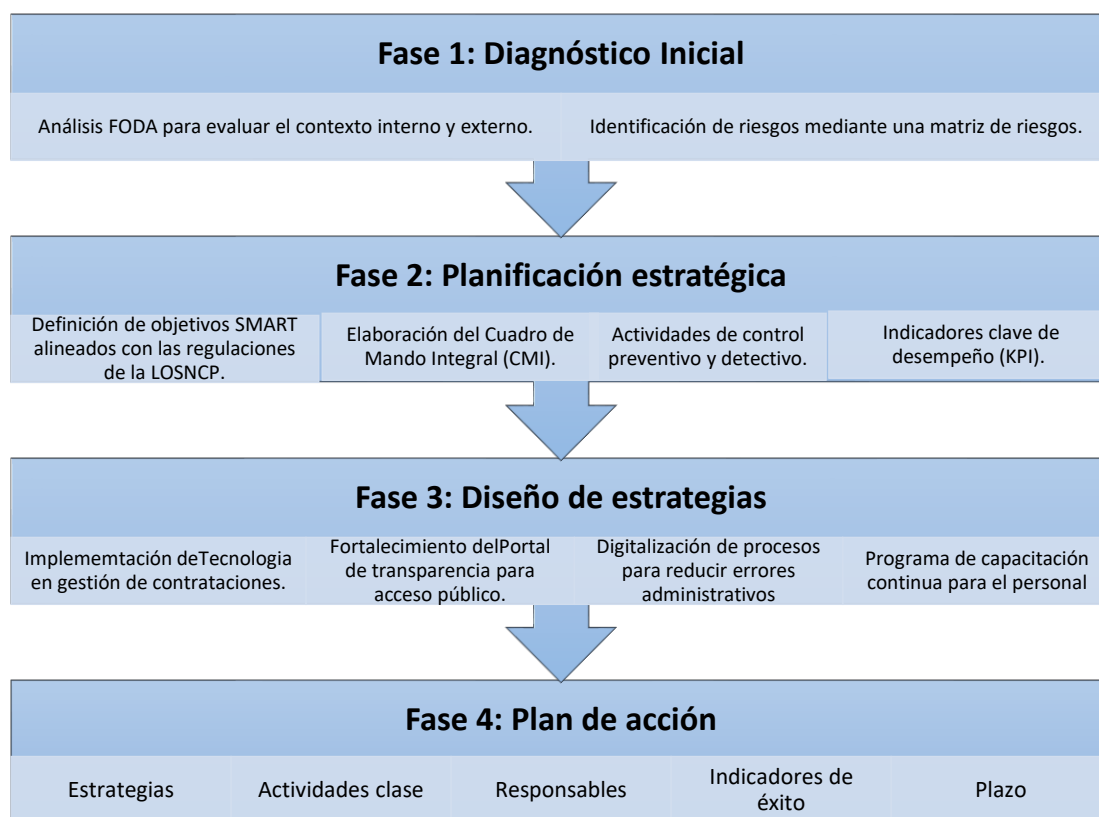 Fase 1: Diagnóstico Inicial
Análisis FODA para evaluar el contexto interno y externo.
Identificación de riesgos mediante una matriz de riesgos.
Fase 2: Planificación estratégica
Definición de objetivos SMART
alineados con las regulaciones
de la LOSNCP.
Elaboración del Cuadro de
Mando Integral (CMI).
Actividades de control
preventivo y detectivo.
Indicadores clave de
desempeño (KPI).
Fase 3: Diseño de estrategias
Implememtación deTecnologia
en gestión de contrataciones.
Fortalecimiento delPortal
de transparencia para
acceso público.
Digitalización de procesos
para reducir errores
administrativos
Programa de capacitación
continua para el personal
Fase 4: Plan de acción
Estrategias
Actividades clase
Responsables
Indicadores de
éxito
Plazo